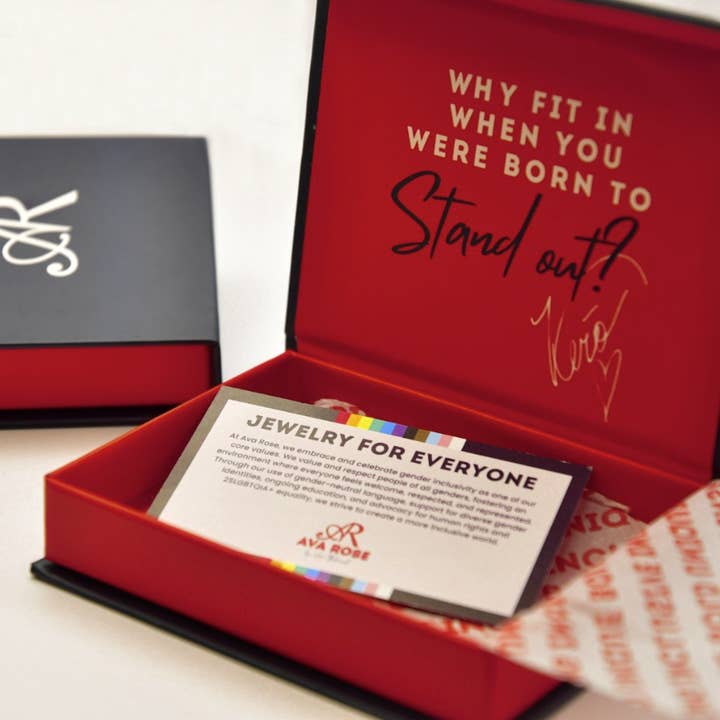 WHY FIT IN
WHEN YOU
WERE BORN TO
Stand out?
AR
JEWELRY FOR EVERYONE
At Ava Rose, we embrace and celebrate gender inclusivity as one of our
core values. We value and respect people of all genders, fostering an
environment where everyone feels welcome, respected, and represented.
Through our use of gender-neutral language, support for diverse gender
identities, ongoing education, and advocacy for human rights and
2SLGBTQIA+ equality, we strive to create a more inclusive world.
AR
AVA ROSE